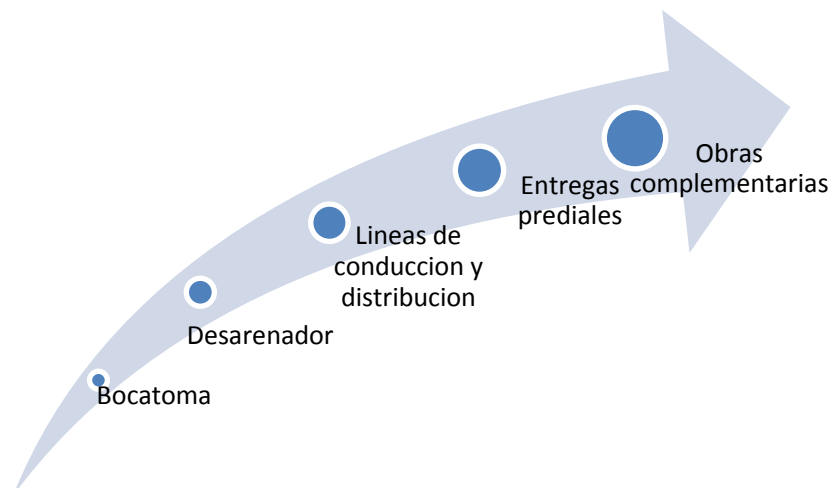 Bocatoma
Desarenador
Lineas de
conduccion y
distribucion
Entregas
prediales
Obras
complementarias